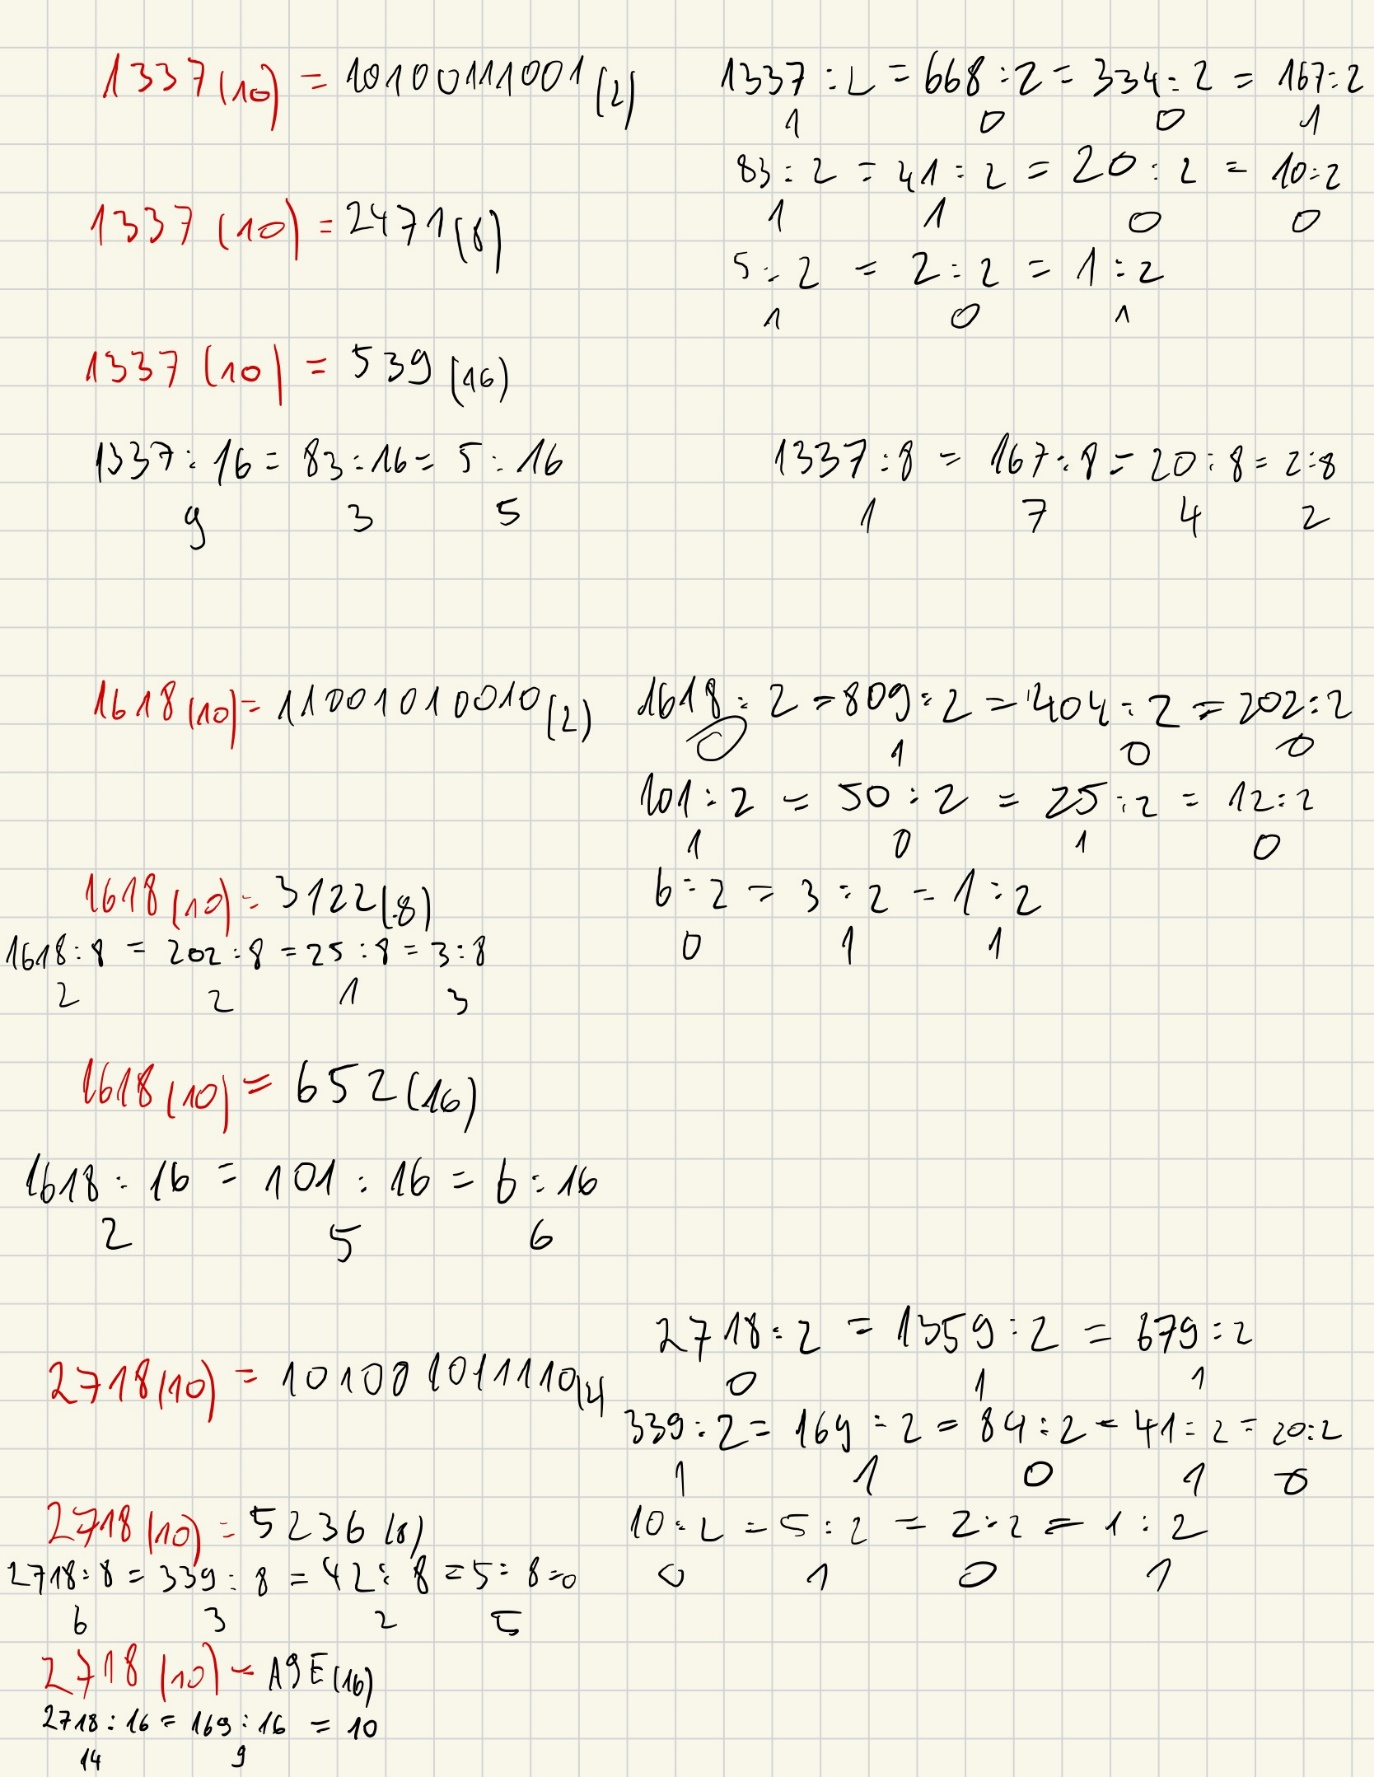 1337(10) = 10100111001(2)
1337 : 2 = 668 : 2 = 334 : 2 = 167 : 2
1 0 0 1
83 : 2 = 41 : 2 = 20 : 2 = 10 : 2
1 1 0 0
5 : 2 = 2 : 2 = 1 : 2
1 0 1
1337 (10) = 2471(8)
1337 (10) = 539 (16)
1337 : 16 = 83 : 16 = 5 : 16
9 3 5
1337 : 8 = 167 : 8 = 20 : 8 = 2 : 8
1 7 4 2
1618(10) = 11001010010(2)
1618 : 2 = 809 : 2 = 404 : 2 = 202 : 2
0 1 0 0
101 : 2 = 50 : 2 = 25 : 2 = 12 : 2
1 0 1 0
6 : 2 = 3 : 2 = 1 : 2
0 1 1
1618(10) = 3122(8)
1618 : 8 = 202 : 8 = 25 : 8 = 3 : 8
2 2 1 3
1618(10) = 652(16)
1618 : 16 = 101 : 16 = 6 : 16
2 5 6
2718 : 2 = 1359 : 2 = 679 : 2
0 1 1
2718(10) = 101001011110(2)
339 : 2 = 169 : 2 = 84 : 2 = 41 : 2 = 20 : 2
1 1 0 1 0
10 : 2 = 5 : 2 = 2 : 2 = 1 : 2
0 1 0 1
2718(10) = 5236(8)
2718 : 8 = 339 : 8 = 42 : 8 = 5 : 8 = 0
6 3 2 5
2718 (10) = A9E(16)
2718 : 16 = 169 : 16 = 10
14 9